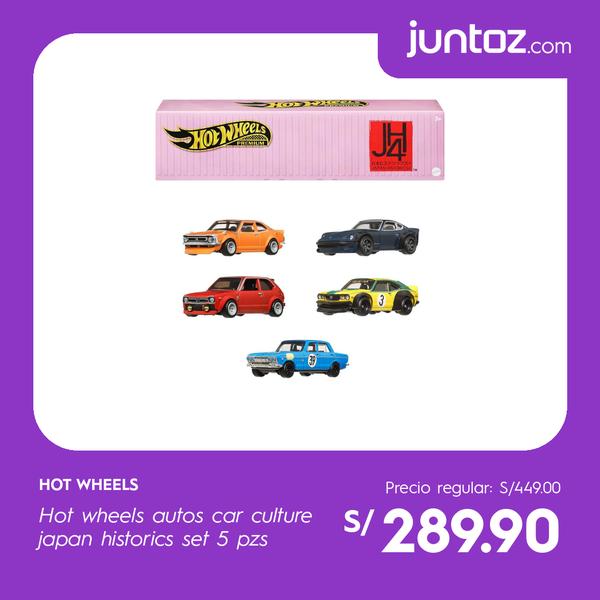 juntoz.com
HOT WHEELS
PREMIUM
JH4
3
HOT WHEELS
Precio regular: S/449.00
Hot wheels autos car culture
japan historics set 5 pzs
S/ 289.90